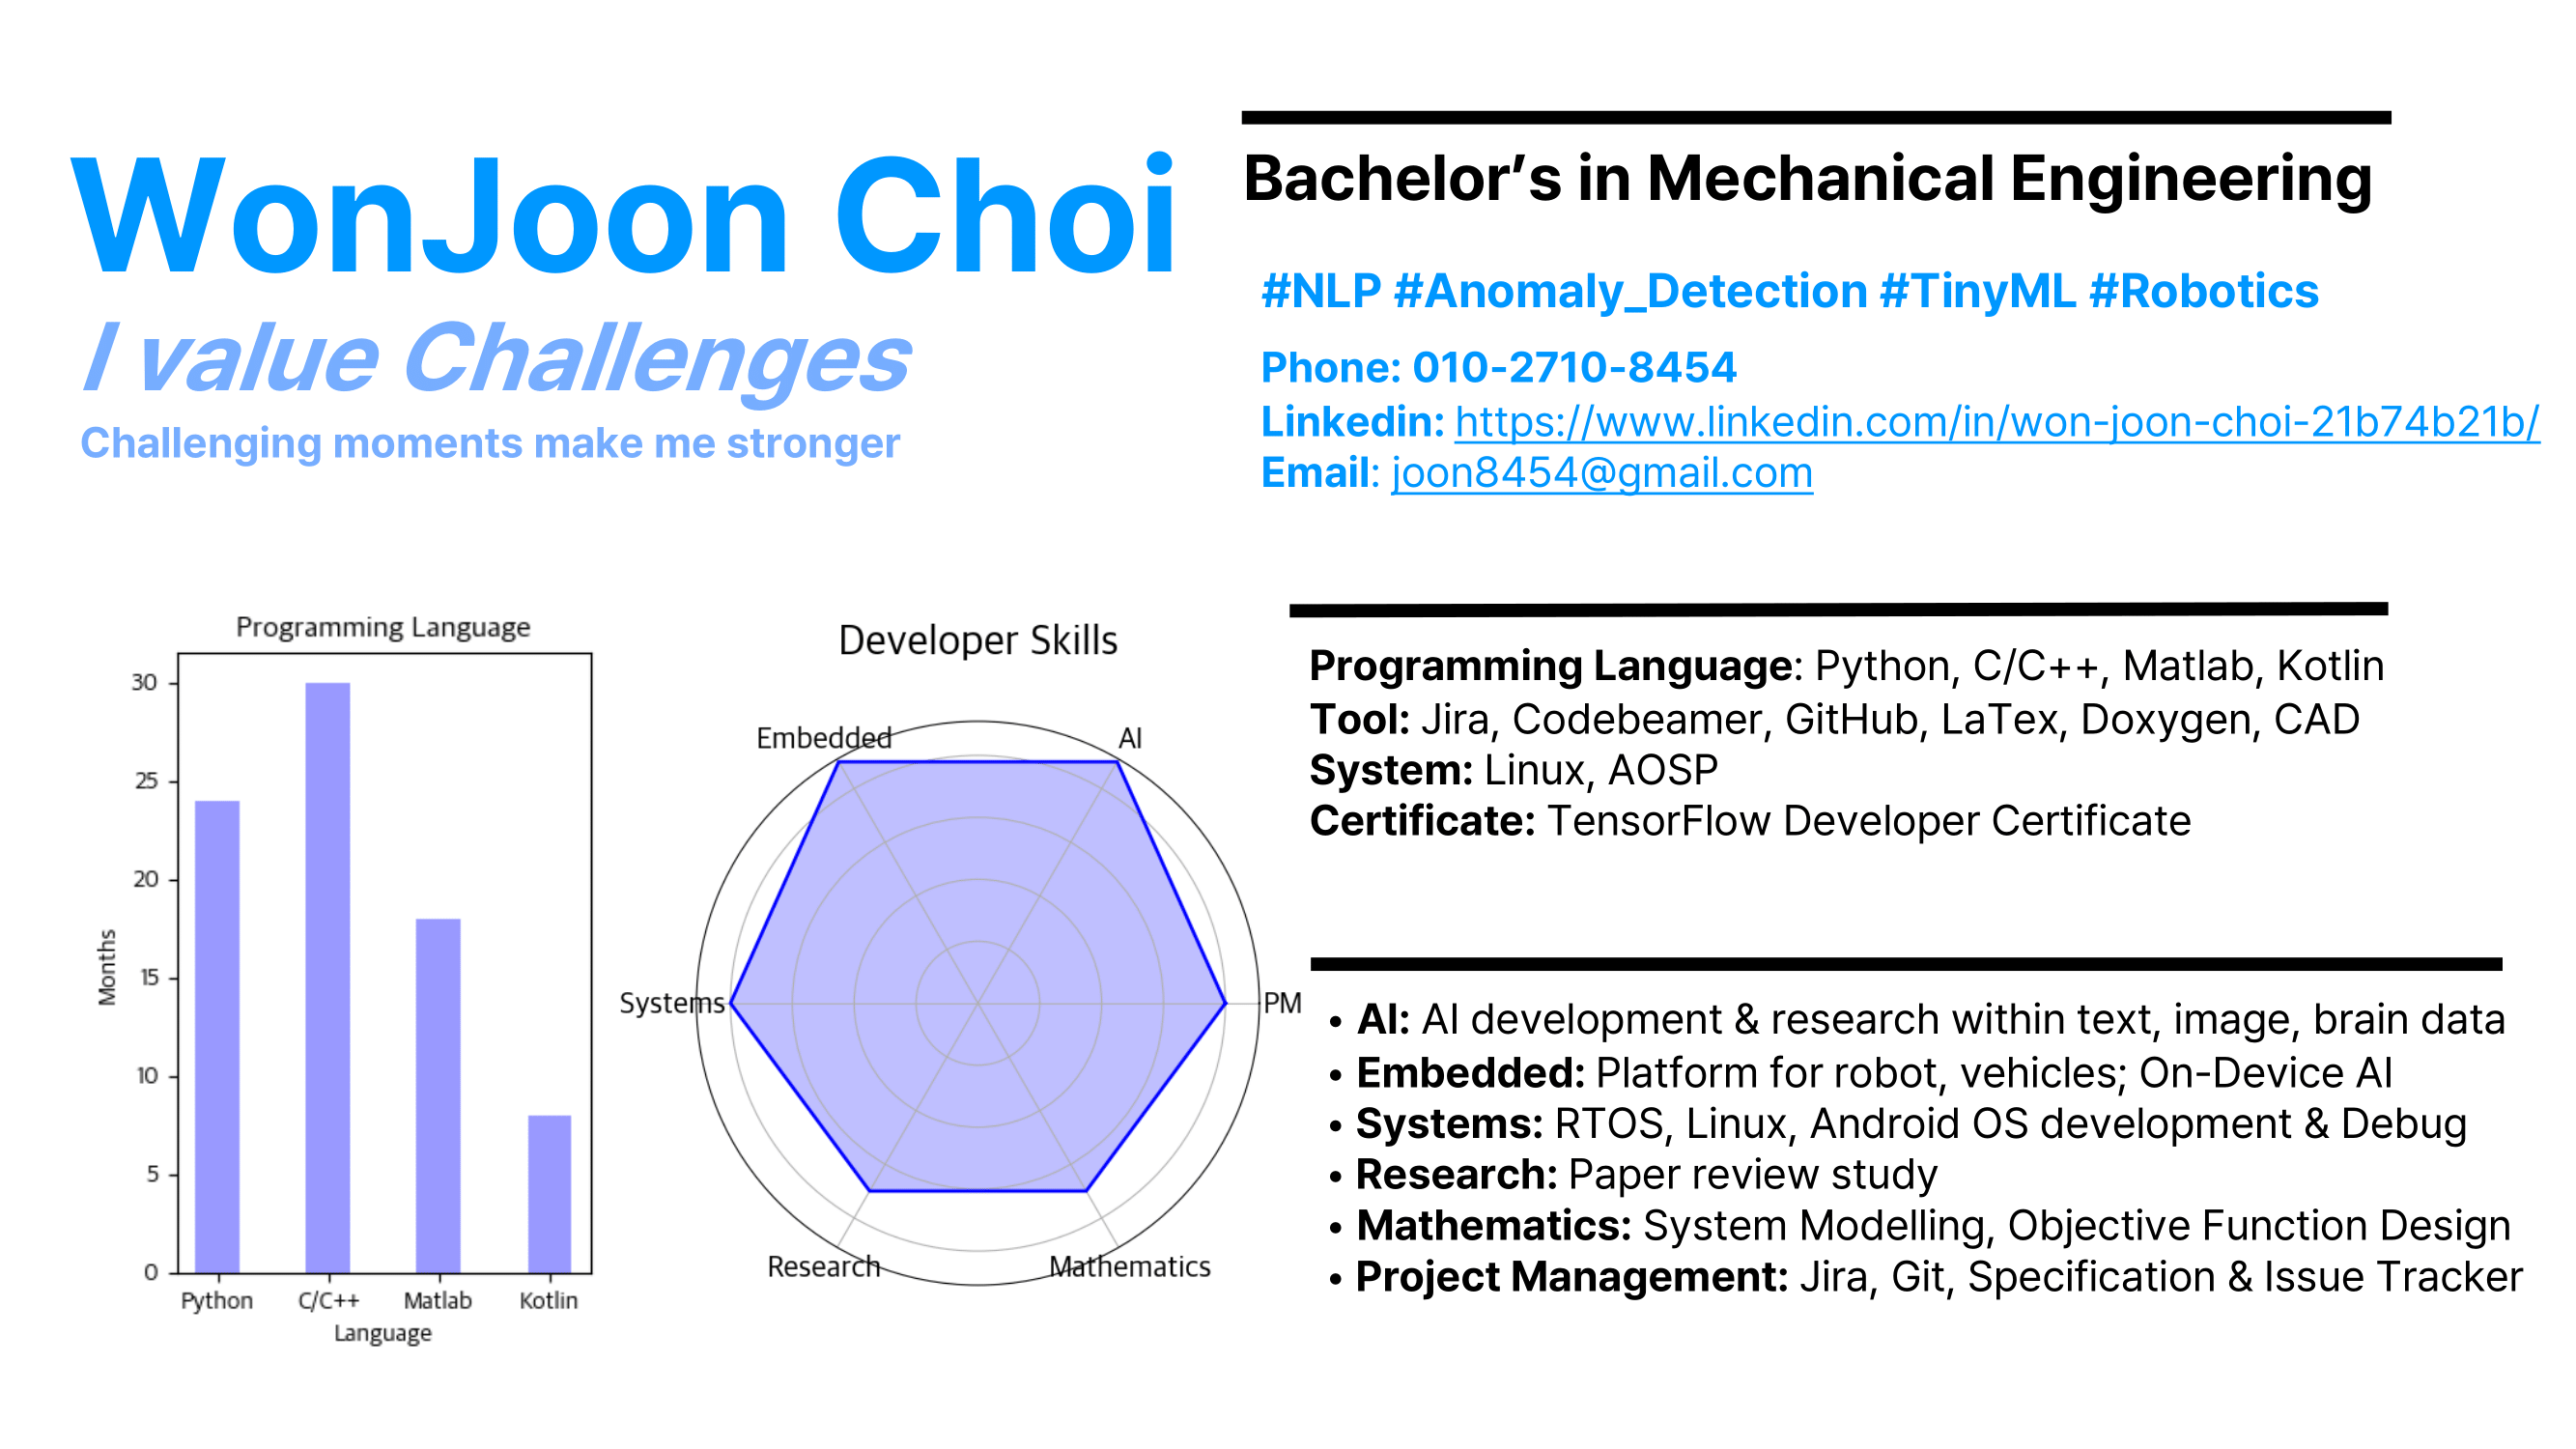 WonJoon Choi
I value Challenges
Challenging moments make me stronger
Bachelor’s in Mechanical Engineering
#NLP #Anomaly_Detection #TinyML #Robotics
Phone: 010-2710-8454
Linkedin: https://www.linkedin.com/in/won-joon-choi-21b74b21b/
Email: joon8454@gmail.com
Programming Language
30
25
20
15
10
5
0
Months
Python C/C++ Matlab Kotlin
Language
Developer Skills
Embedded AI
Systems PM
Research Mathematics
Programming Language: Python, C/C++, Matlab, Kotlin
Tool: Jira, Codebeamer, GitHub, LaTex, Doxygen, CAD
System: Linux, AOSP
Certificate: TensorFlow Developer Certificate
• AI: AI development & research within text, image, brain data
• Embedded: Platform for robot, vehicles; On-Device AI
• Systems: RTOS, Linux, Android OS development & Debug
• Research: Paper review study
• Mathematics: System Modelling, Objective Function Design
• Project Management: Jira, Git, Specification & Issue Tracker